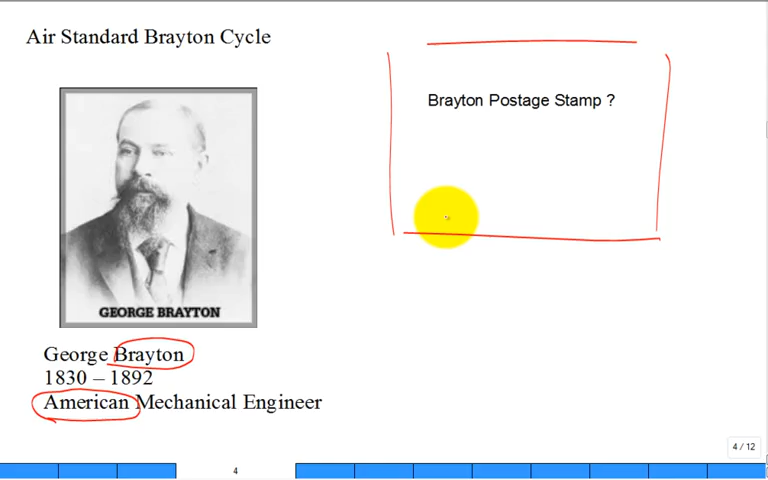 Air Standard Brayton Cycle
Brayton Postage Stamp ?
GEORGE BRAYTON
George Brayton
1830 – 1892
American Mechanical Engineer
4 / 12
4